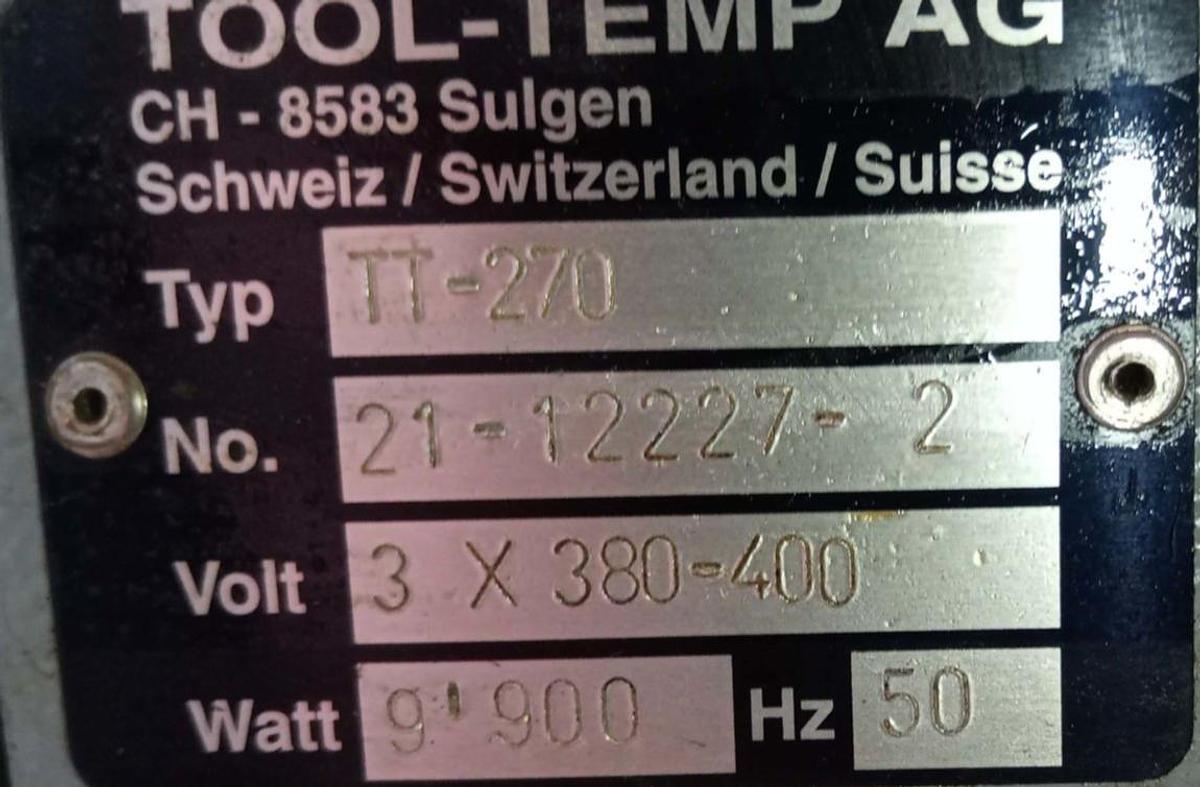 TOOL-TEMP AG
CH - 8583 Sulgen
Schweiz / Switzerland / Suisse
Typ TT-270
No. 21-12227- 2
Volt 3 X 380-400
Watt 9'900 Hz 50